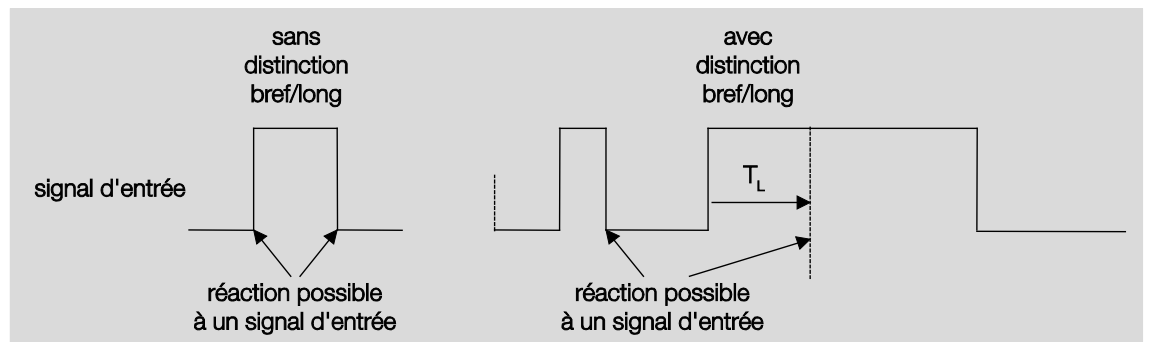 sans
distinction
bref/long
avec
distinction
bref/long
signal d'entrée
T_L
réaction possible
à un signal d'entrée
réaction possible
à un signal d'entrée